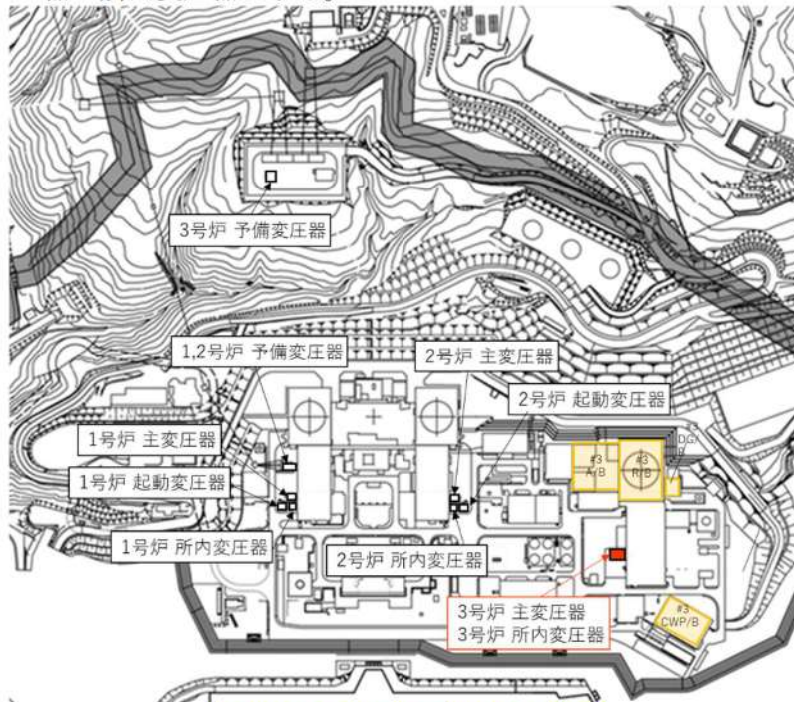 3号炉 予備変圧器
1,2号炉 予備変圧器
2号炉 主変圧器
2号炉 起動変圧器
1号炉 主変圧器
1号炉 起動変圧器
1号炉 所内変圧器
2号炉 所内変圧器
#3
A/B
#3
R/B
3号炉 主変圧器
3号炉 所内変圧器
#3
CWP/B